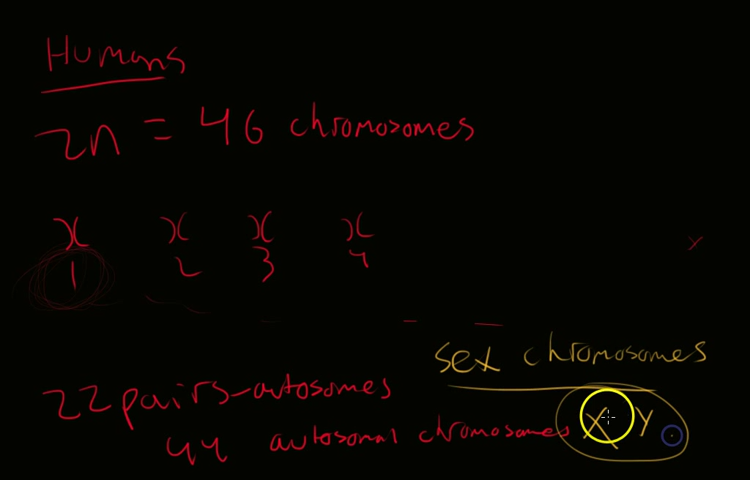 Humans
2n = 46 chromosomes
x x x x
1 2 3 4
x
sex chromosomes
22 pairs-autosomes
44 autosomal chromosomes X Y